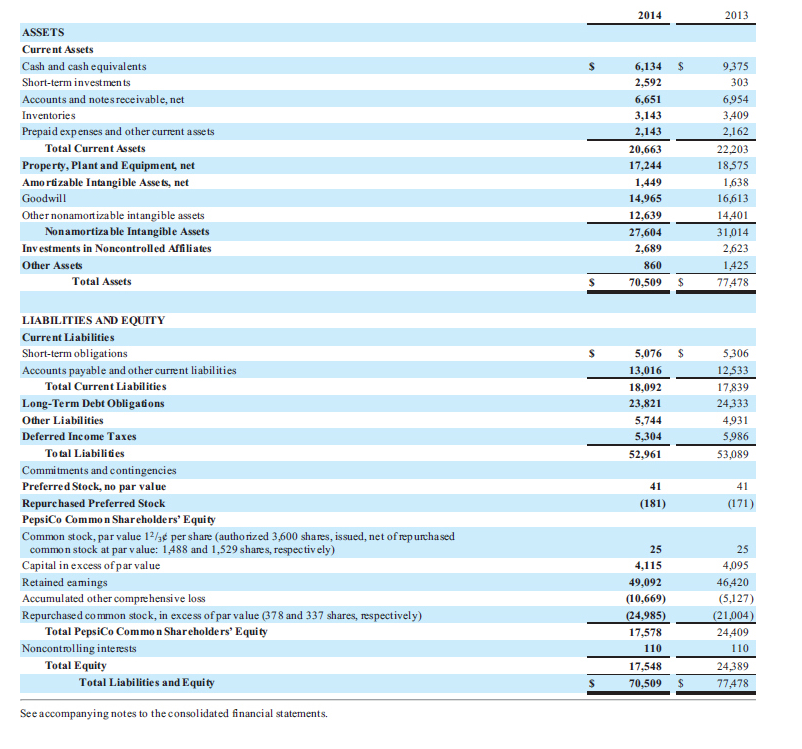 2014 2013
ASSETS
Current Assets
Cash and cash equivalents $ 6,134 $ 9,375
Short-term investments 2,592 303
Accounts and notes receivable, net 6,651 6,954
Inventories 3,143 3,409
Prepaid expenses and other current assets 2,143 2,162
Total Current Assets 20,663 22,203
Property, Plant and Equipment, net 17,244 18,575
Amortizable Intangible Assets, net 1,449 1,638
Goodwill 14,965 16,613
Other nonamortizable intangible assets 12,639 14,401
Nonamortizable Intangible Assets 27,604 31,014
Investments in Noncontrolled Affiliates 2,689 2,623
Other Assets 860 1,425
Total Assets $ 70,509 $ 77,478
LIABILITIES AND EQUITY
Current Liabilities
Short-term obligations $ 5,076 $ 5,306
Accounts payable and other current liabilities 13,016 12,533
Total Current Liabilities 18,092 17,839
Long-Term Debt Obligations 23,821 24,333
Other Liabilities 5,744 4,931
Deferred Income Taxes 5,304 5,986
Total Liabilities 52,961 53,089
Commitments and contingencies
Preferred Stock, no par value 41 41
Repurchased Preferred Stock (181) (171)
PepsiCo Common Shareholders' Equity
Common stock, par value 1 2/3¢ per share (authorized 3,600 shares, issued, net of repurchased
common stock at par value: 1,488 and 1,529 shares, respectively) 25 25
Capital in excess of par value 4,115 4,095
Retained earnings 49,092 46,420
Accumulated other comprehensive loss (10,669) (5,127)
Repurchased common stock, in excess of par value (378 and 337 shares, respectively) (24,985) (21,004)
Total PepsiCo Common Shareholders' Equity 17,578 24,409
Noncontrolling interests 110 110
Total Equity 17,548 24,389
Total Liabilities and Equity $ 70,509 $ 77,478
See accompanying notes to the consolidated financial statements.